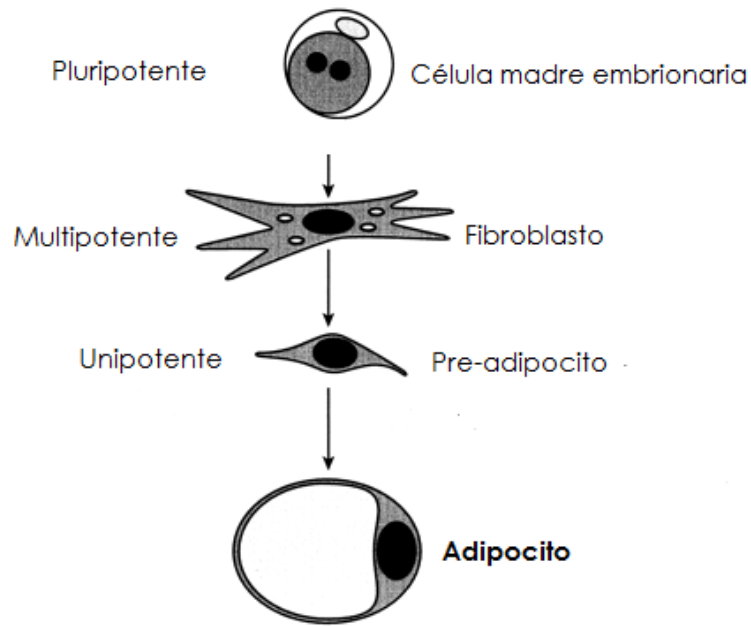 Pluripotente
Célula madre embrionaria
Multipotente
Fibroblasto
Unipotente
Pre-adipocito
Adipocito